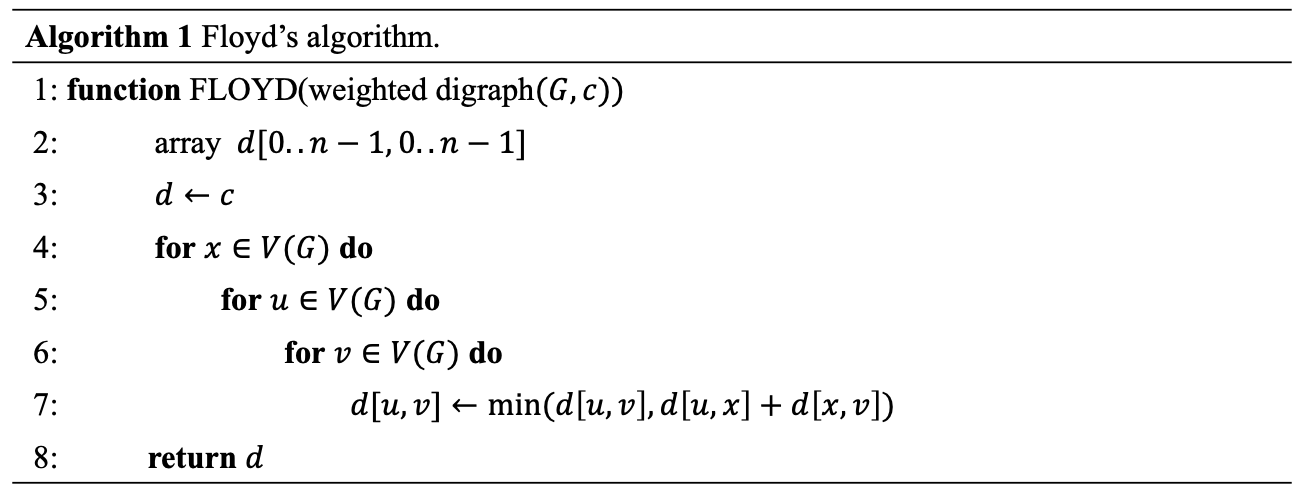 Algorithm 1 Floyd’s algorithm.
1: function FLOYD(weighted digraph(𝐺, 𝑐))
2: array 𝑑[0. . 𝑛 − 1, 0. . 𝑛 − 1]
3: 𝑑 ← 𝑐
4: for 𝑥 ∈ 𝑉(𝐺) do
5: for 𝑢 ∈ 𝑉(𝐺) do
6: for 𝑣 ∈ 𝑉(𝐺) do
7: 𝑑[𝑢, 𝑣] ← min(𝑑[𝑢, 𝑣], 𝑑[𝑢, 𝑥] + 𝑑[𝑥, 𝑣])
8: return 𝑑